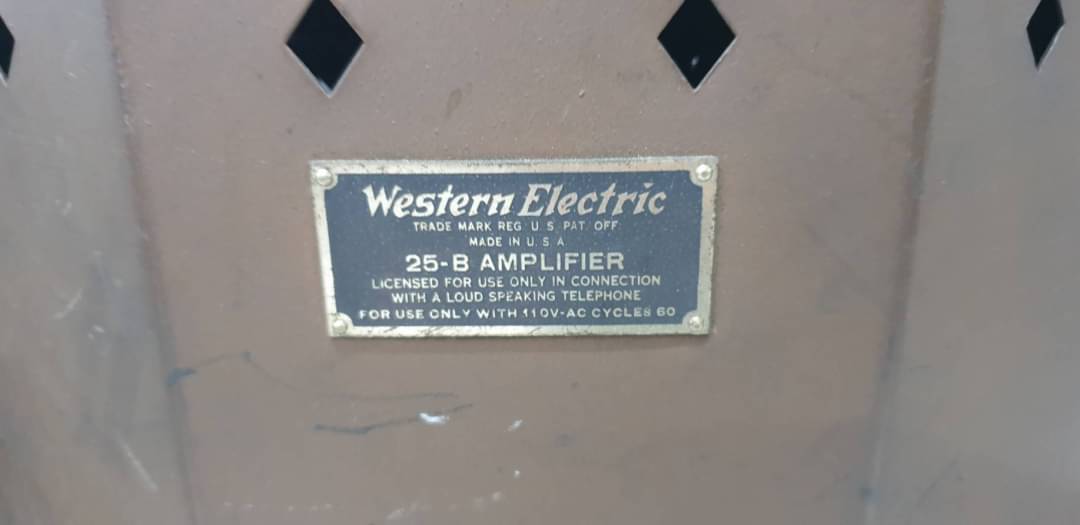 Western Electric
TRADE MARK REG. U. S. PAT. OFF.
MADE IN U. S. A.
25-B AMPLIFIER
LICENSED FOR USE ONLY IN CONNECTION
WITH A LOUD SPEAKING TELEPHONE
FOR USE ONLY WITH 110V-AC CYCLES 60